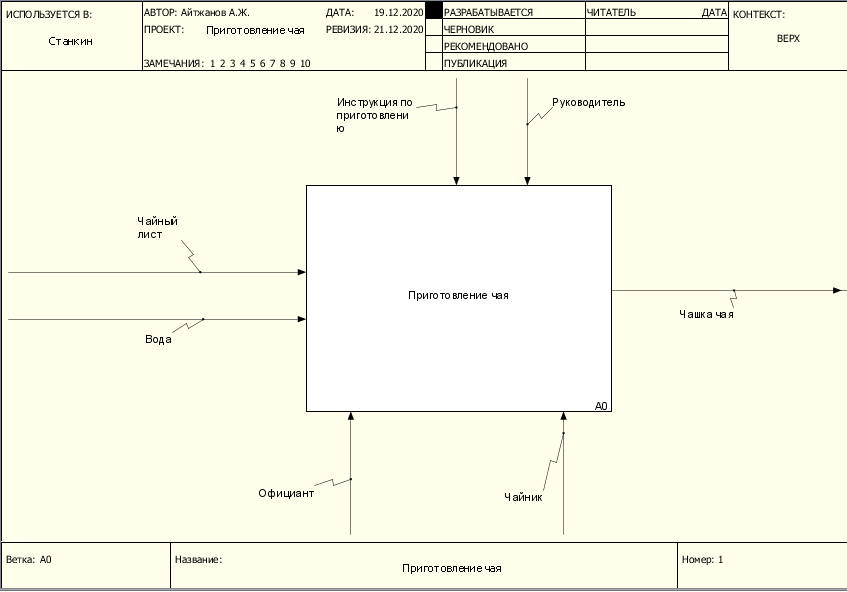 ИСПОЛЬЗУЕТСЯ В:
Станкин
АВТОР: Айтжанов А.Ж.
ДАТА: 19.12.2020
ПРОЕКТ: Приготовление чая
РЕВИЗИЯ: 21.12.2020
ЗАМЕЧАНИЯ: 1 2 3 4 5 6 7 8 9 10
РАЗРАБАТЫВАЕТСЯ
ЧЕРНОВИК
РЕКОМЕНДОВАНО
ПУБЛИКАЦИЯ
ЧИТАТЕЛЬ ДАТА
КОНТЕКСТ:
ВЕРХ
Инструкция по
приготовлени
ю
Руководитель
Чайный
лист
Вода
Приготовление чая
A0
Чашка чая
Официант
Чайник
Ветка: A0
Название:
Приготовление чая
Номер: 1